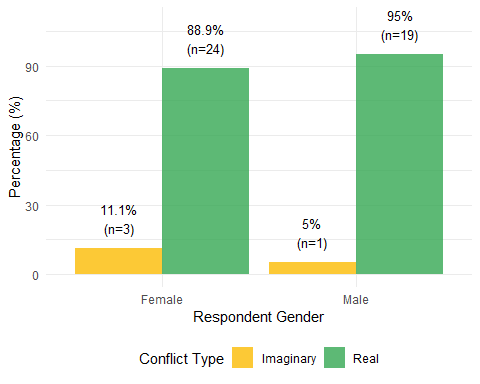 95%
(n=19)
88.9%
(n=24)
90
60
30
0
11.1%
(n=3)
5%
(n=1)
Percentage (%)
Female
Male
Respondent Gender
Conflict Type
Imaginary
Real